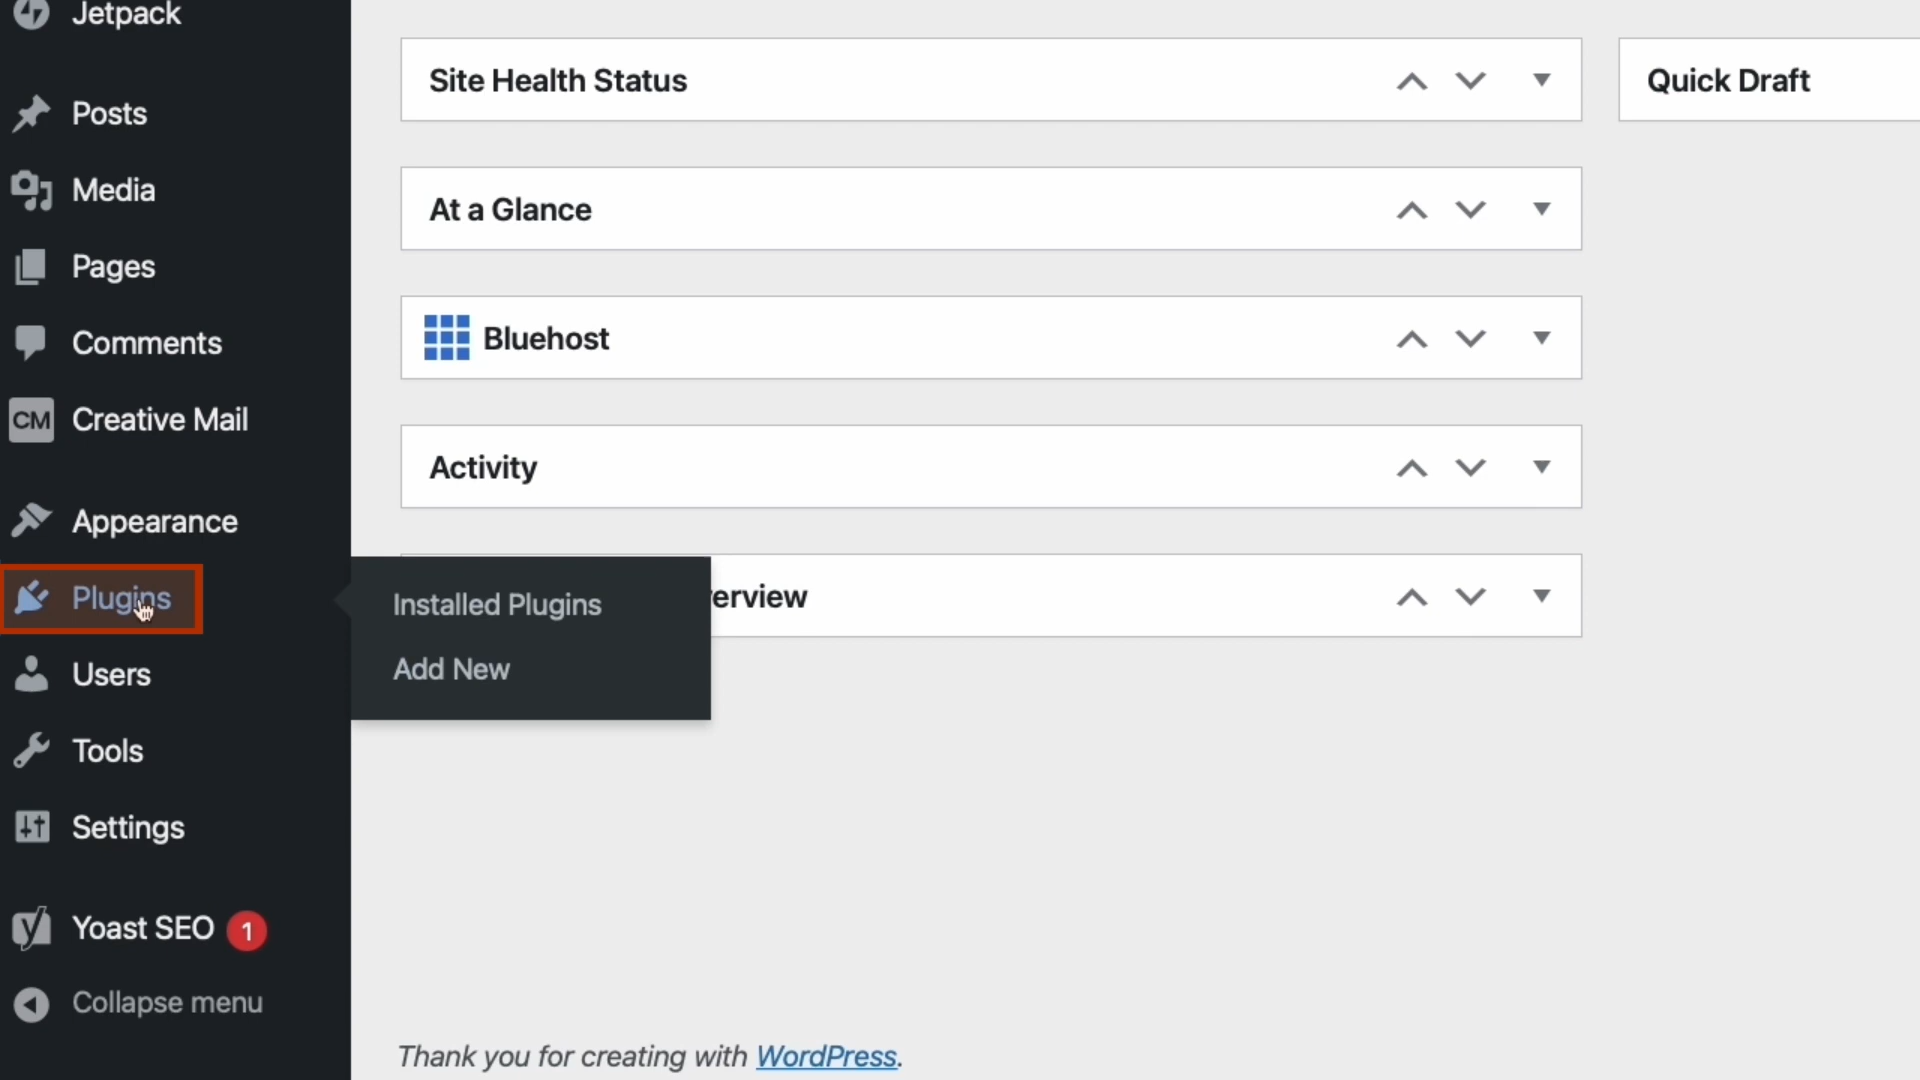 Jetpack
Posts
Media
Pages
Comments
CM Creative Mail
Appearance
Plugins
Installed Plugins
Add New
Users
Tools
Settings
Yoast SEO 1
Collapse menu
Site Health Status
At a Glance
Bluehost
Activity
Quick Draft
Thank you for creating with WordPress.